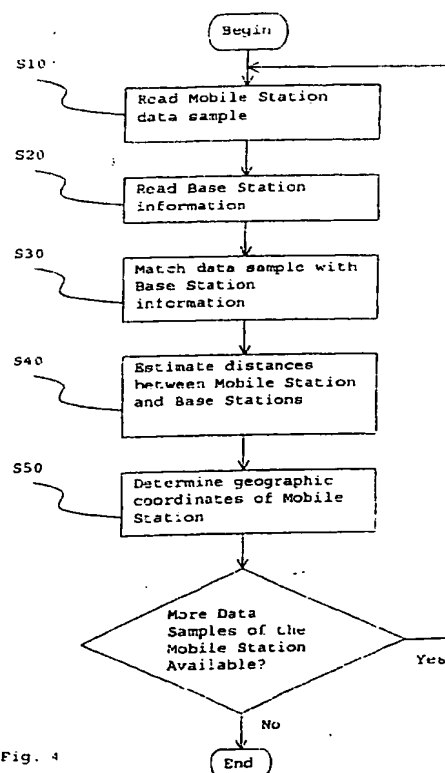 Begin
S10
Read Mobile Station
data sample
S20
Read Base Station
information
S30
Match data sample with
Base Station
information
S40
Estimate distances
between Mobile Station
and Base Stations
S50
Determine geographic
coordinates of Mobile
Station
More Data
Samples of the
Mobile Station
Available?
Yes
No
Fig. 4
End